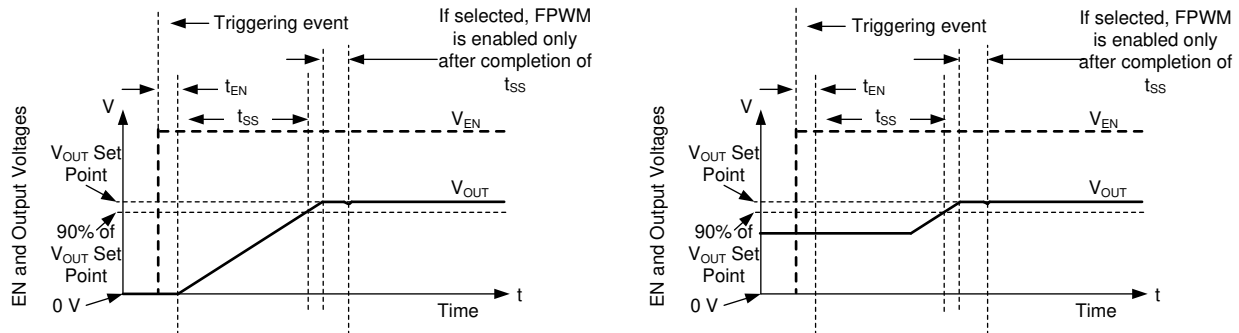 Triggering event
If selected, FPWM
is enabled only
after completion of
tSS
tEN
tSS
V
VEN
EN and Output Voltages
VOUT Set
Point
VOUT
90% of
VOUT Set
Point
0 V
t
Time
Triggering event
If selected, FPWM
is enabled only
after completion of
tSS
tEN
tSS
V
VEN
EN and Output Voltages
VOUT Set
Point
VOUT
90% of
VOUT Set
Point
0 V
t
Time